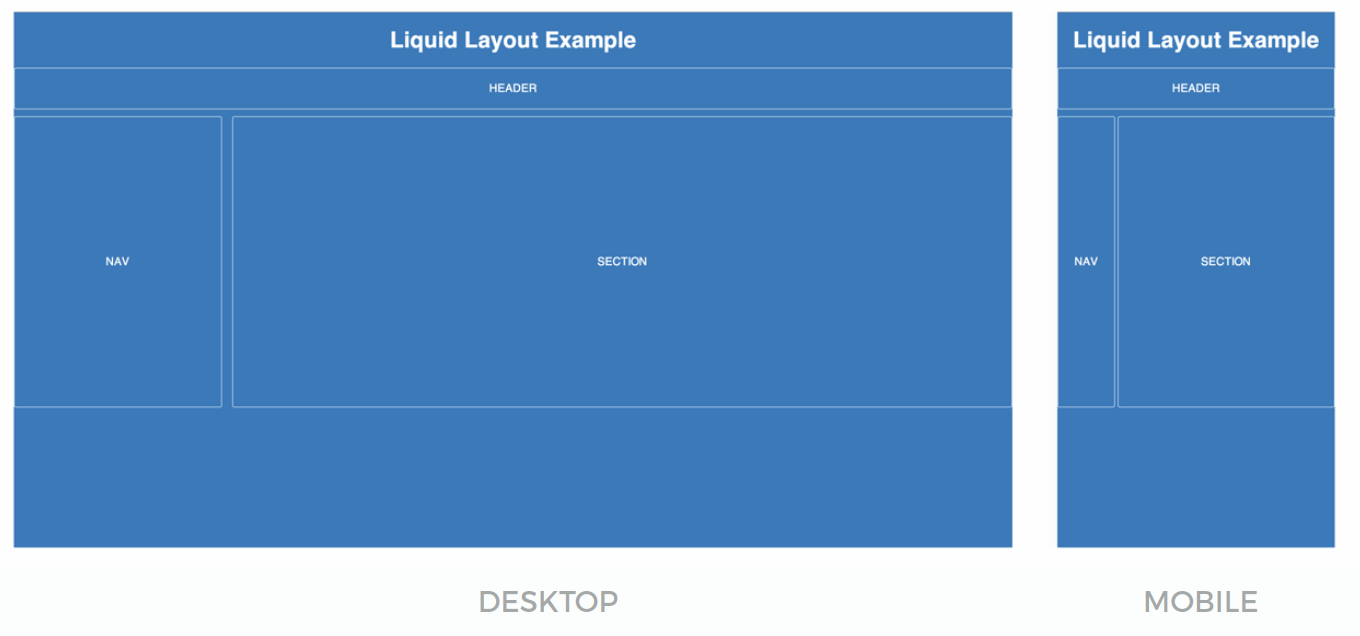 Liquid Layout Example
HEADER
NAV
SECTION
Liquid Layout Example
HEADER
NAV
SECTION
DESKTOP
MOBILE